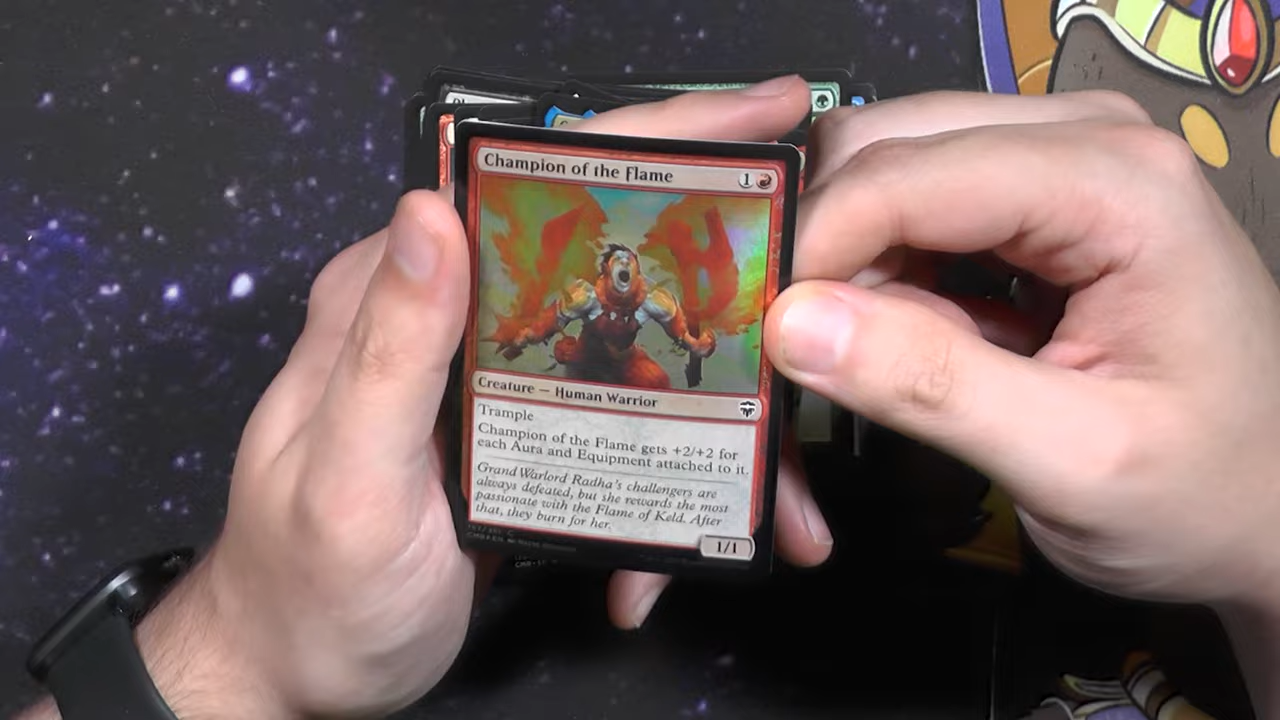 Champion of the Flame
1
Creature — Human Warrior
Trample
Champion of the Flame gets +2/+2 for
each Aura and Equipment attached to it.
Grand Warlord Radha's challengers are
always defeated, but she rewards the most
passionate with the Flame of Keld. After
that, they burn for her.
1/1